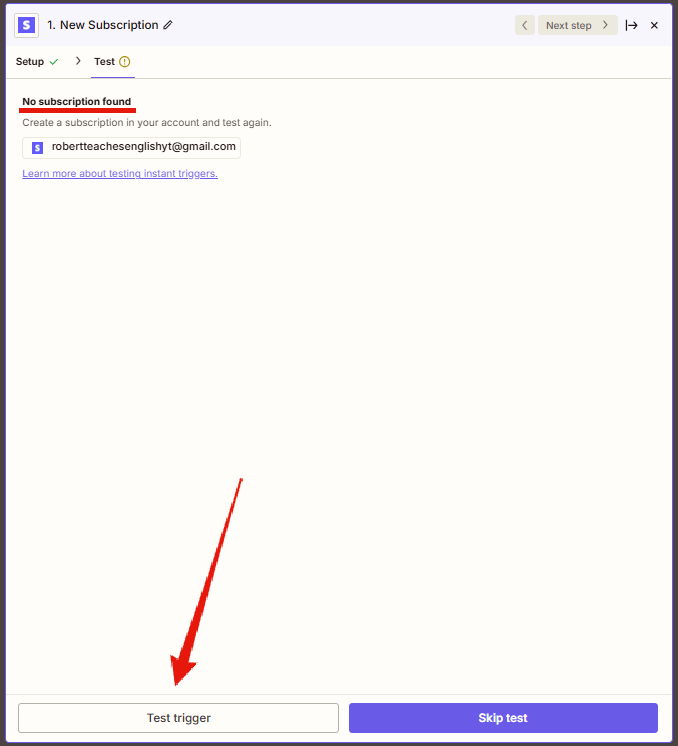 S 1. New Subscription Next step
Setup Test
No subscription found
Create a subscription in your account and test again.
S robertteachesenglishyt@gmail.com
Learn more about testing instant triggers.
Test trigger Skip test